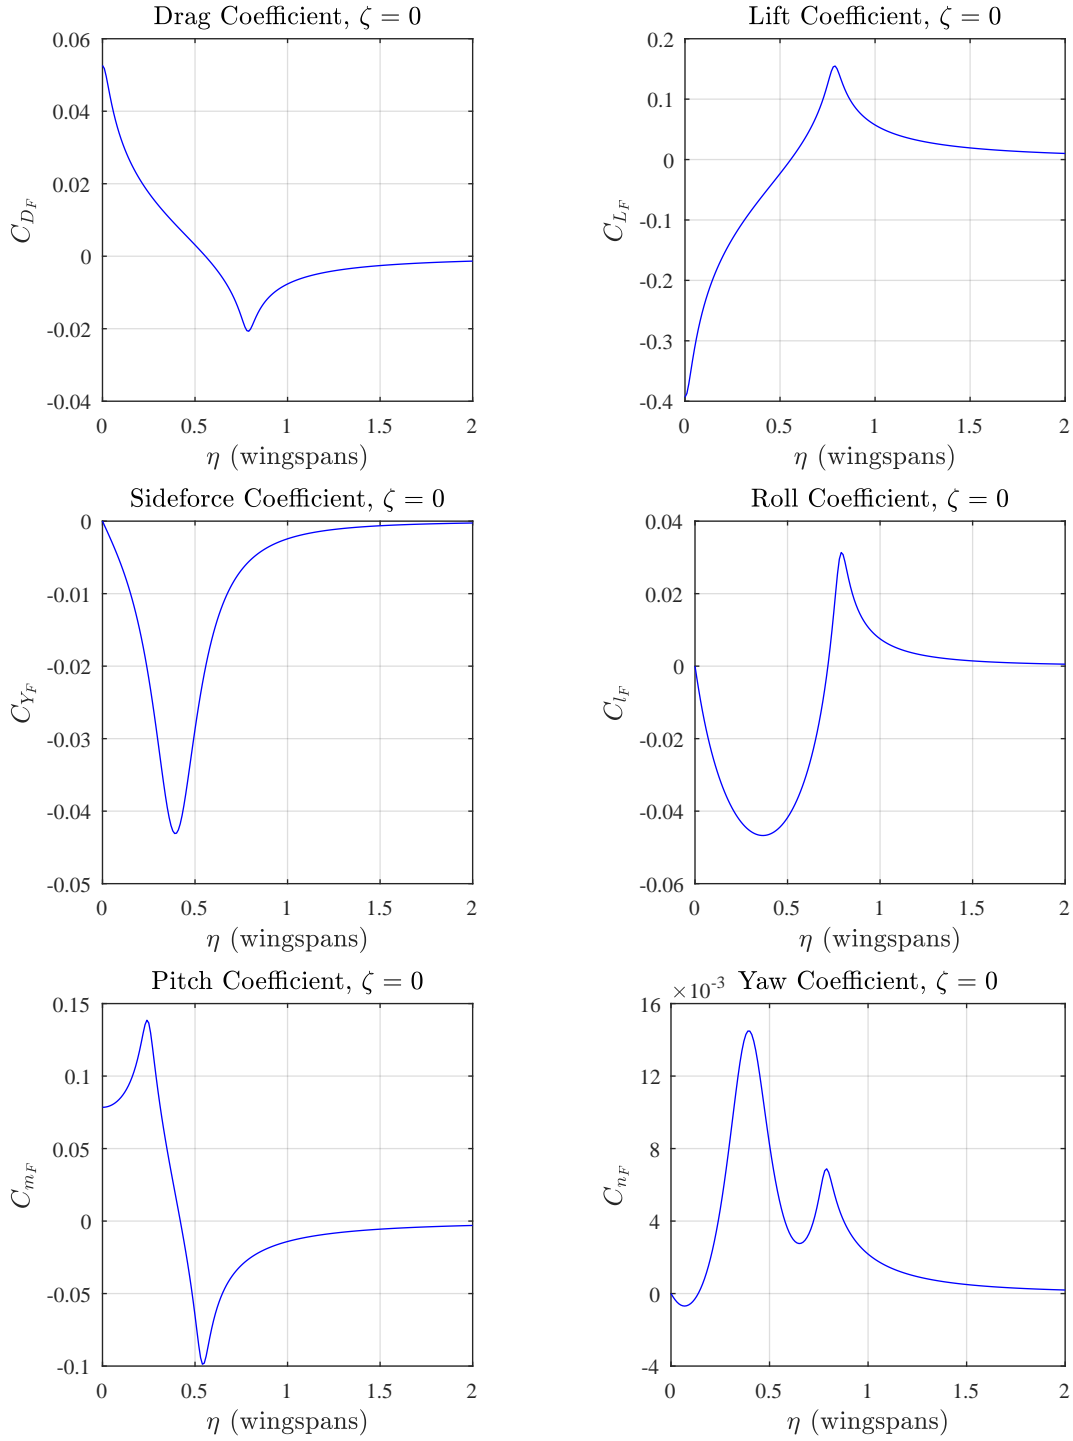 Drag Coefficient, ζ = 0
0.06
0.04
0.02
0
-0.02
-0.04
C_{D_F}
0 0.5 1 1.5 2
η (wingspans)
Lift Coefficient, ζ = 0
0.2
0.1
0
-0.1
-0.2
-0.3
-0.4
C_{L_F}
0 0.5 1 1.5 2
η (wingspans)
Sideforce Coefficient, ζ = 0
0
-0.01
-0.02
-0.03
-0.04
-0.05
C_{Y_F}
0 0.5 1 1.5 2
η (wingspans)
Roll Coefficient, ζ = 0
0.04
0.02
0
-0.02
-0.04
-0.06
C_{l_F}
0 0.5 1 1.5 2
η (wingspans)
Pitch Coefficient, ζ = 0
0.15
0.1
0.05
0
-0.05
-0.1
C_{m_F}
0 0.5 1 1.5 2
η (wingspans)
×10^{-3} Yaw Coefficient, ζ = 0
16
12
8
4
0
-4
C_{n_F}
0 0.5 1 1.5 2
η (wingspans)